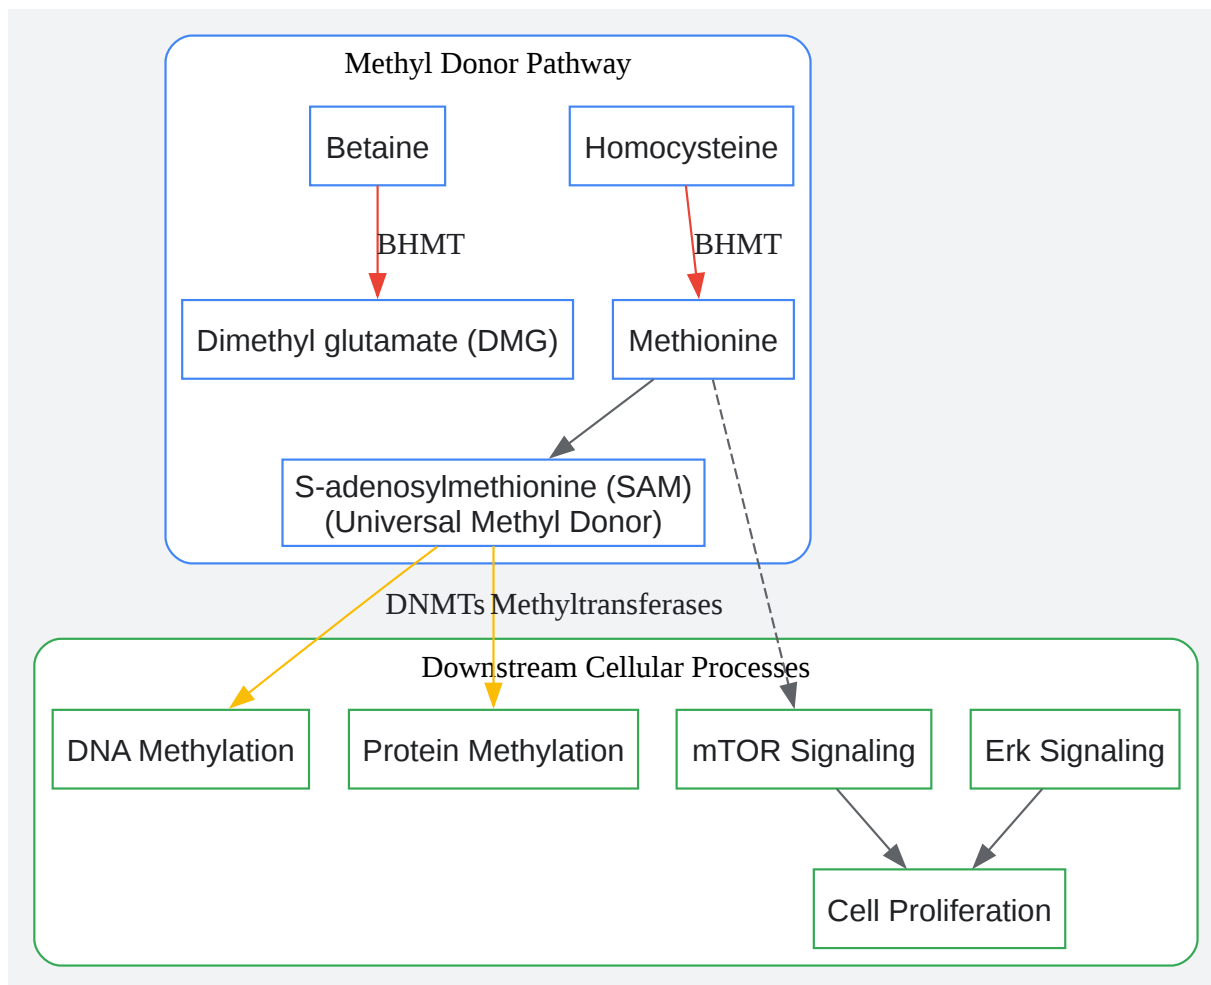 Methyl Donor Pathway
Betaine
Homocysteine
BHMT
BHMT
Dimethyl glutamate (DMG)
Methionine
S-adenosylmethionine (SAM)
(Universal Methyl Donor)
DNMTs
Methyltransferases
Downstream Cellular Processes
DNA Methylation
Protein Methylation
mTOR Signaling
Erk Signaling
Cell Proliferation